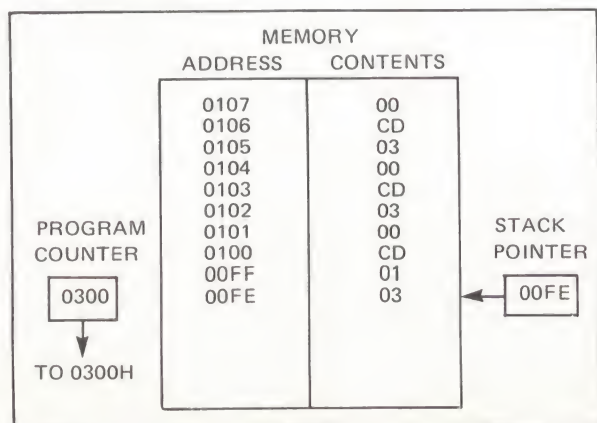 MEMORY
ADDRESS CONTENTS
0107 00
0106 CD
0105 03
0104 00
0103 CD
0102 03
0101 00
0100 CD
00FF 01
00FE 03
PROGRAM
COUNTER
0300
TO 0300H
STACK
POINTER
00FE